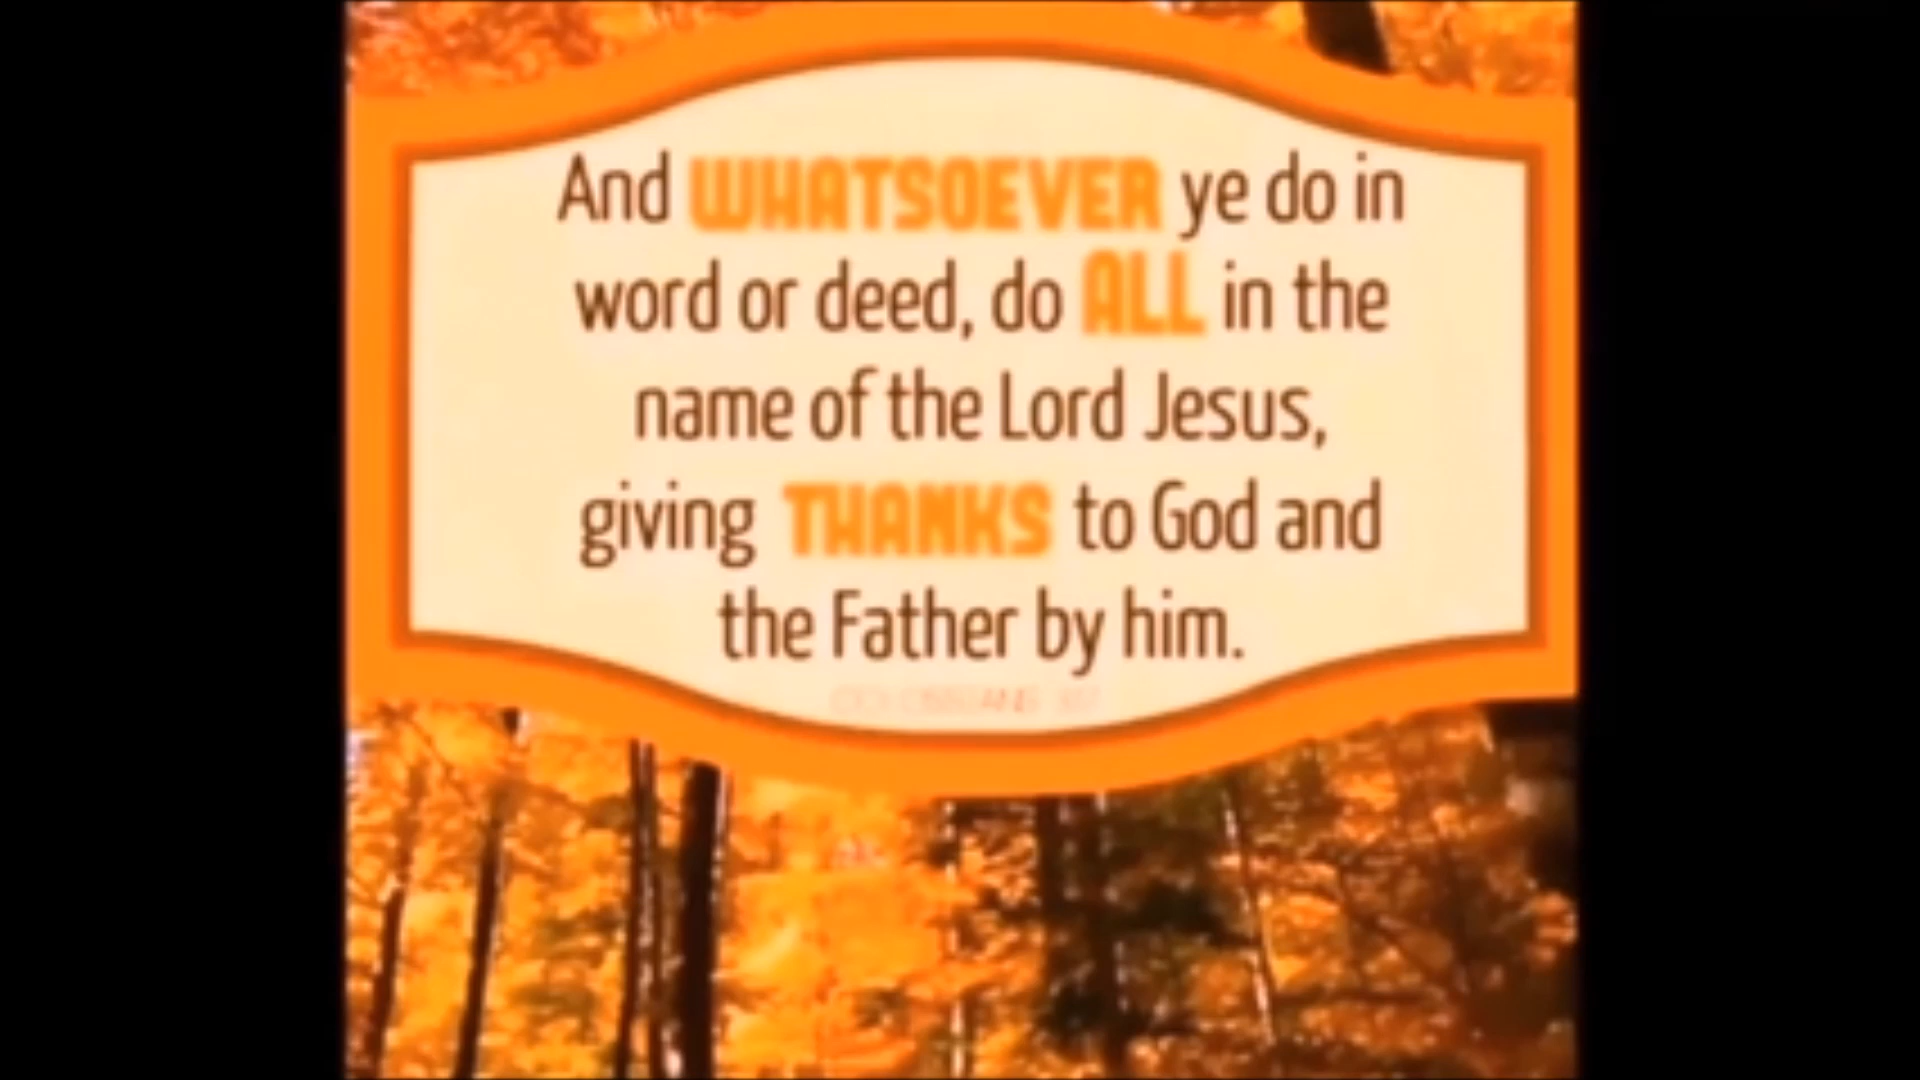 And WHATSOEVER ye do in
word or deed, do ALL in the
name of the Lord Jesus,
giving THANKS to God and
the Father by him.